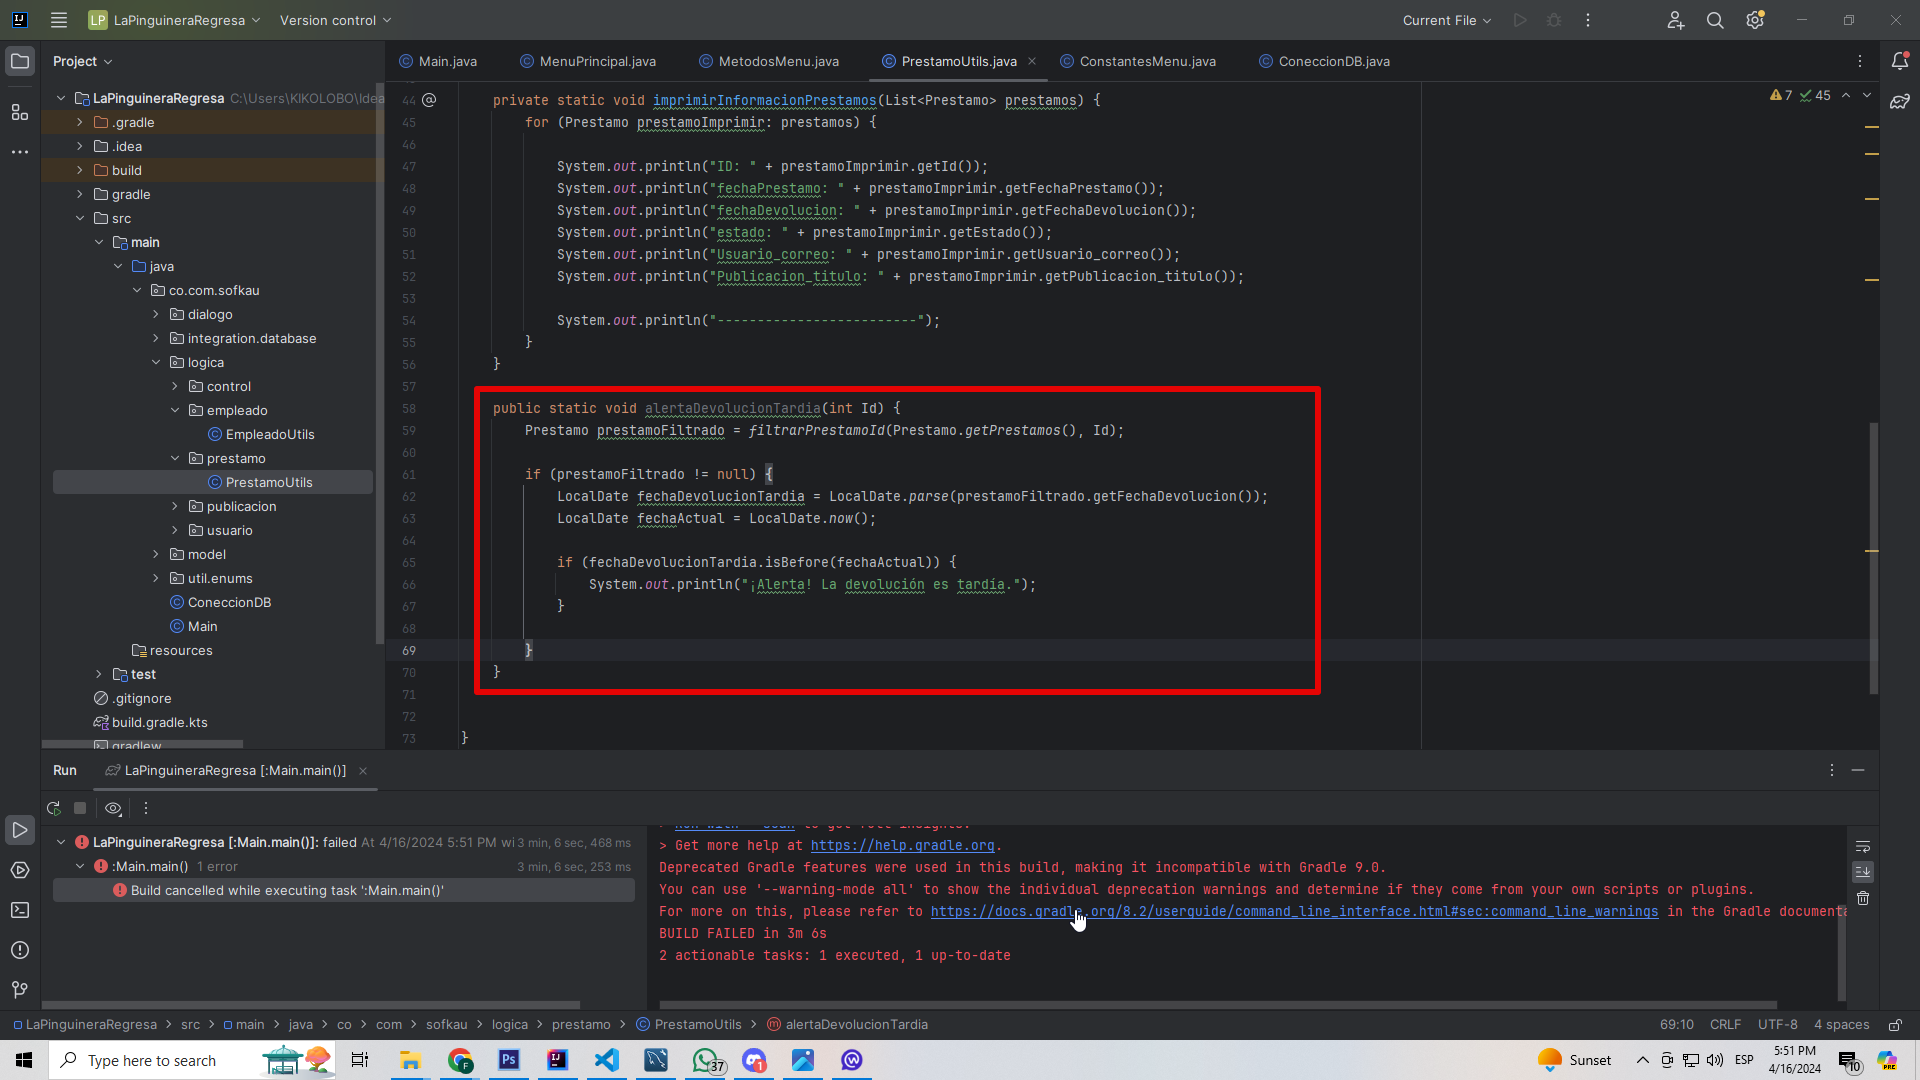 LP LaPinguineraRegresa Version control Current File
Project Main.java MenuPrincipal.java MetodosMenu.java PrestamoUtils.java ConstantesMenu.java ConeccionDB.java
LaPinguineraRegresa C:\Users\KIKOLOBO\Idea
.gradle
.idea
build
gradle
src
main
java
co.com.sofkau
dialogo
integration.database
logica
control
empleado
EmpleadoUtils
prestamo
PrestamoUtils
publicacion
usuario
model
util.enums
ConeccionDB
Main
resources
test
.gitignore
build.gradle.kts
gradlew
7 45
44 @ private static void imprimirInformacionPrestamos(List<Prestamo> prestamos) {
45 for (Prestamo prestamoImprimir: prestamos) {
46
47 System.out.println("ID: " + prestamoImprimir.getId());
48 System.out.println("fechaPrestamo: " + prestamoImprimir.getFechaPrestamo());
49 System.out.println("fechaDevolucion: " + prestamoImprimir.getFechaDevolucion());
50 System.out.println("estado: " + prestamoImprimir.getEstado());
51 System.out.println("Usuario_correo: " + prestamoImprimir.getUsuario_correo());
52 System.out.println("Publicacion_titulo: " + prestamoImprimir.getPublicacion_titulo());
53
54 System.out.println("-------------------------");
55 }
56 }
57
58 public static void alertaDevolucionTardia(int Id) {
59 Prestamo prestamoFiltrado = filtrarPrestamoId(Prestamo.getPrestamos(), Id);
60
61 if (prestamoFiltrado != null) {
62 LocalDate fechaDevolucionTardia = LocalDate.parse(prestamoFiltrado.getFechaDevolucion());
63 LocalDate fechaActual = LocalDate.now();
64
65 if (fechaDevolucionTardia.isBefore(fechaActual)) {
66 System.out.println("¡Alerta! La devolución es tardía.");
67 }
68
69 }
70 }
71
72
73 }
Run LaPinguineraRegresa [:Main.main()]
LaPinguineraRegresa [:Main.main()]: failed At 4/16/2024 5:51 PM wi 3 min, 6 sec, 468 ms
:Main.main() 1 error 3 min, 6 sec, 253 ms
Build cancelled while executing task ':Main.main()'
> Get more help at https://help.gradle.org.
Deprecated Gradle features were used in this build, making it incompatible with Gradle 9.0.
You can use '--warning-mode all' to show the individual deprecation warnings and determine if they come from your own scripts or plugins.
For more on this, please refer to https://docs.gradle.org/8.2/userguide/command_line_interface.html#sec:command_line_warnings in the Gradle documenta
BUILD FAILED in 3m 6s
2 actionable tasks: 1 executed, 1 up-to-date
LaPinguineraRegresa > src > main > java > co > com > sofkau > logica > prestamo > PrestamoUtils > alertaDevolucionTardia 69:10 CRLF UTF-8 4 spaces
Type here to search Ps 37 1 Sunset ESP 5:51 PM 4/16/2024 10 PRE